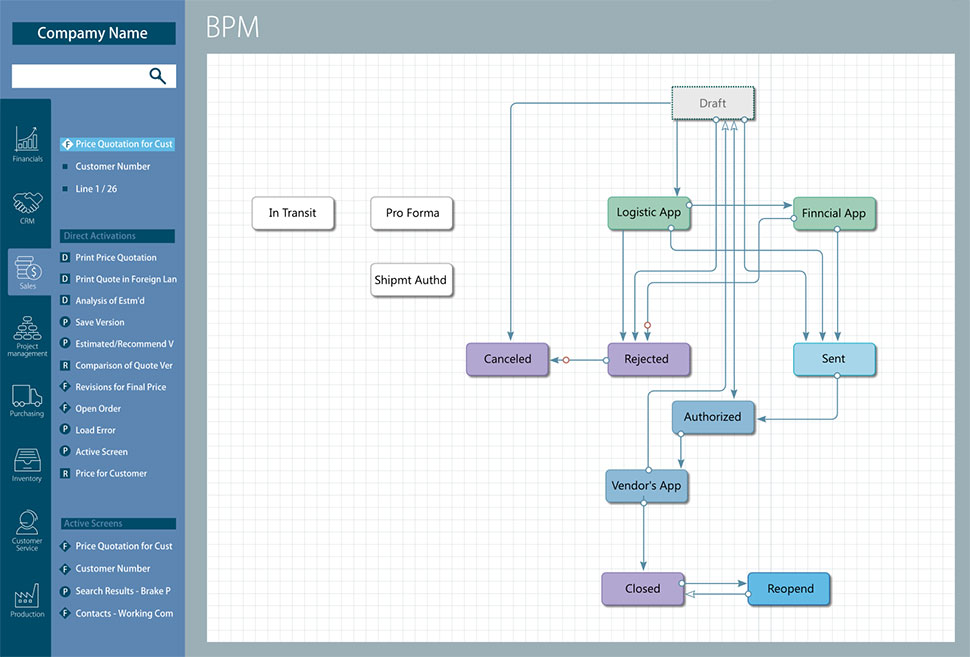 Compamy Name
BPM
Financials
CRM
Sales
Project
management
Purchasing
Inventory
Customer
Service
Production
F Price Quotation for Cust
Customer Number
Line 1 / 26
Direct Activations
D Print Price Quotation
D Print Quote in Foreign Lan
D Analysis of Estm'd
P Save Version
P Estimated/Recommend V
R Comparison of Quote Ver
F Revisions for Final Price
F Open Order
P Load Error
P Active Screen
R Price for Customer
Active Screens
F Price Quotation for Cust
F Customer Number
P Search Results - Brake P
F Contacts - Working Com
Draft
In Transit
Pro Forma
Logistic App
Finncial App
Shipmt Authd
Canceled
Rejected
Sent
Authorized
Vendor's App
Closed
Reopend